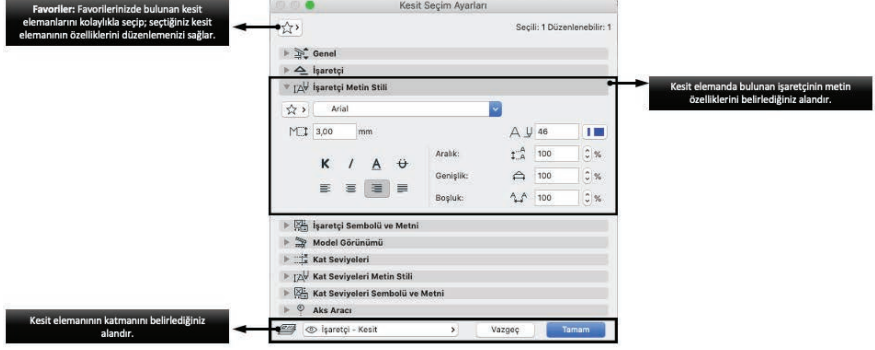 Favoriler: Favorilerinizde bulunan kesit
elemanlarını kolaylıkla seçip; seçtiğiniz kesit
elemanının özelliklerini düzenlemenizi sağlar.
Kesit Seçim Ayarları
Seçili: 1 Düzenlenebilir: 1
Genel
İşaretçi
İşaretçi Metin Stili
Kesit elemanda bulunan işaretçinin metin
özelliklerini belirlediğiniz alandır.
Arial
3,00 mm
46
K I A U
Aralık: 100 %
Genişlik: 100 %
Boşluk: 100 %
İşaretçi Sembolü ve Metni
Model Görünümü
Kat Seviyeleri
Kat Seviyeleri Metin Stili
Kat Seviyeleri Sembolü ve Metni
Aks Aracı
Kesit elemanının katmanını belirlediğiniz
alandır.
İşaretçi - Kesit
Vazgeç
Tamam